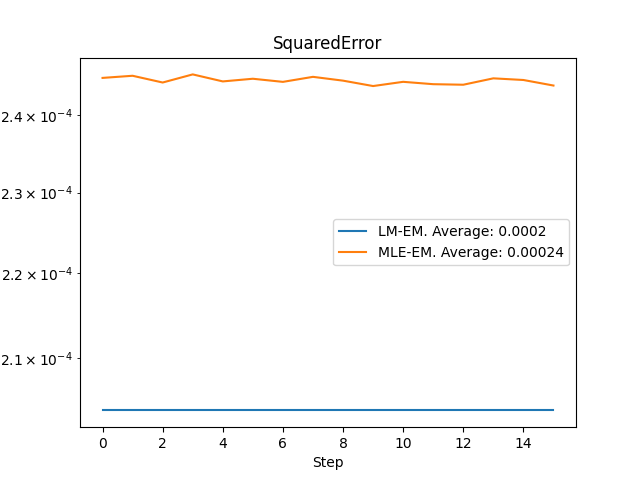 SquaredError
2.4 × 10⁻⁴
2.3 × 10⁻⁴
2.2 × 10⁻⁴
2.1 × 10⁻⁴
LM-EM. Average: 0.0002
MLE-EM. Average: 0.00024
0 2 4 6 8 10 12 14
Step